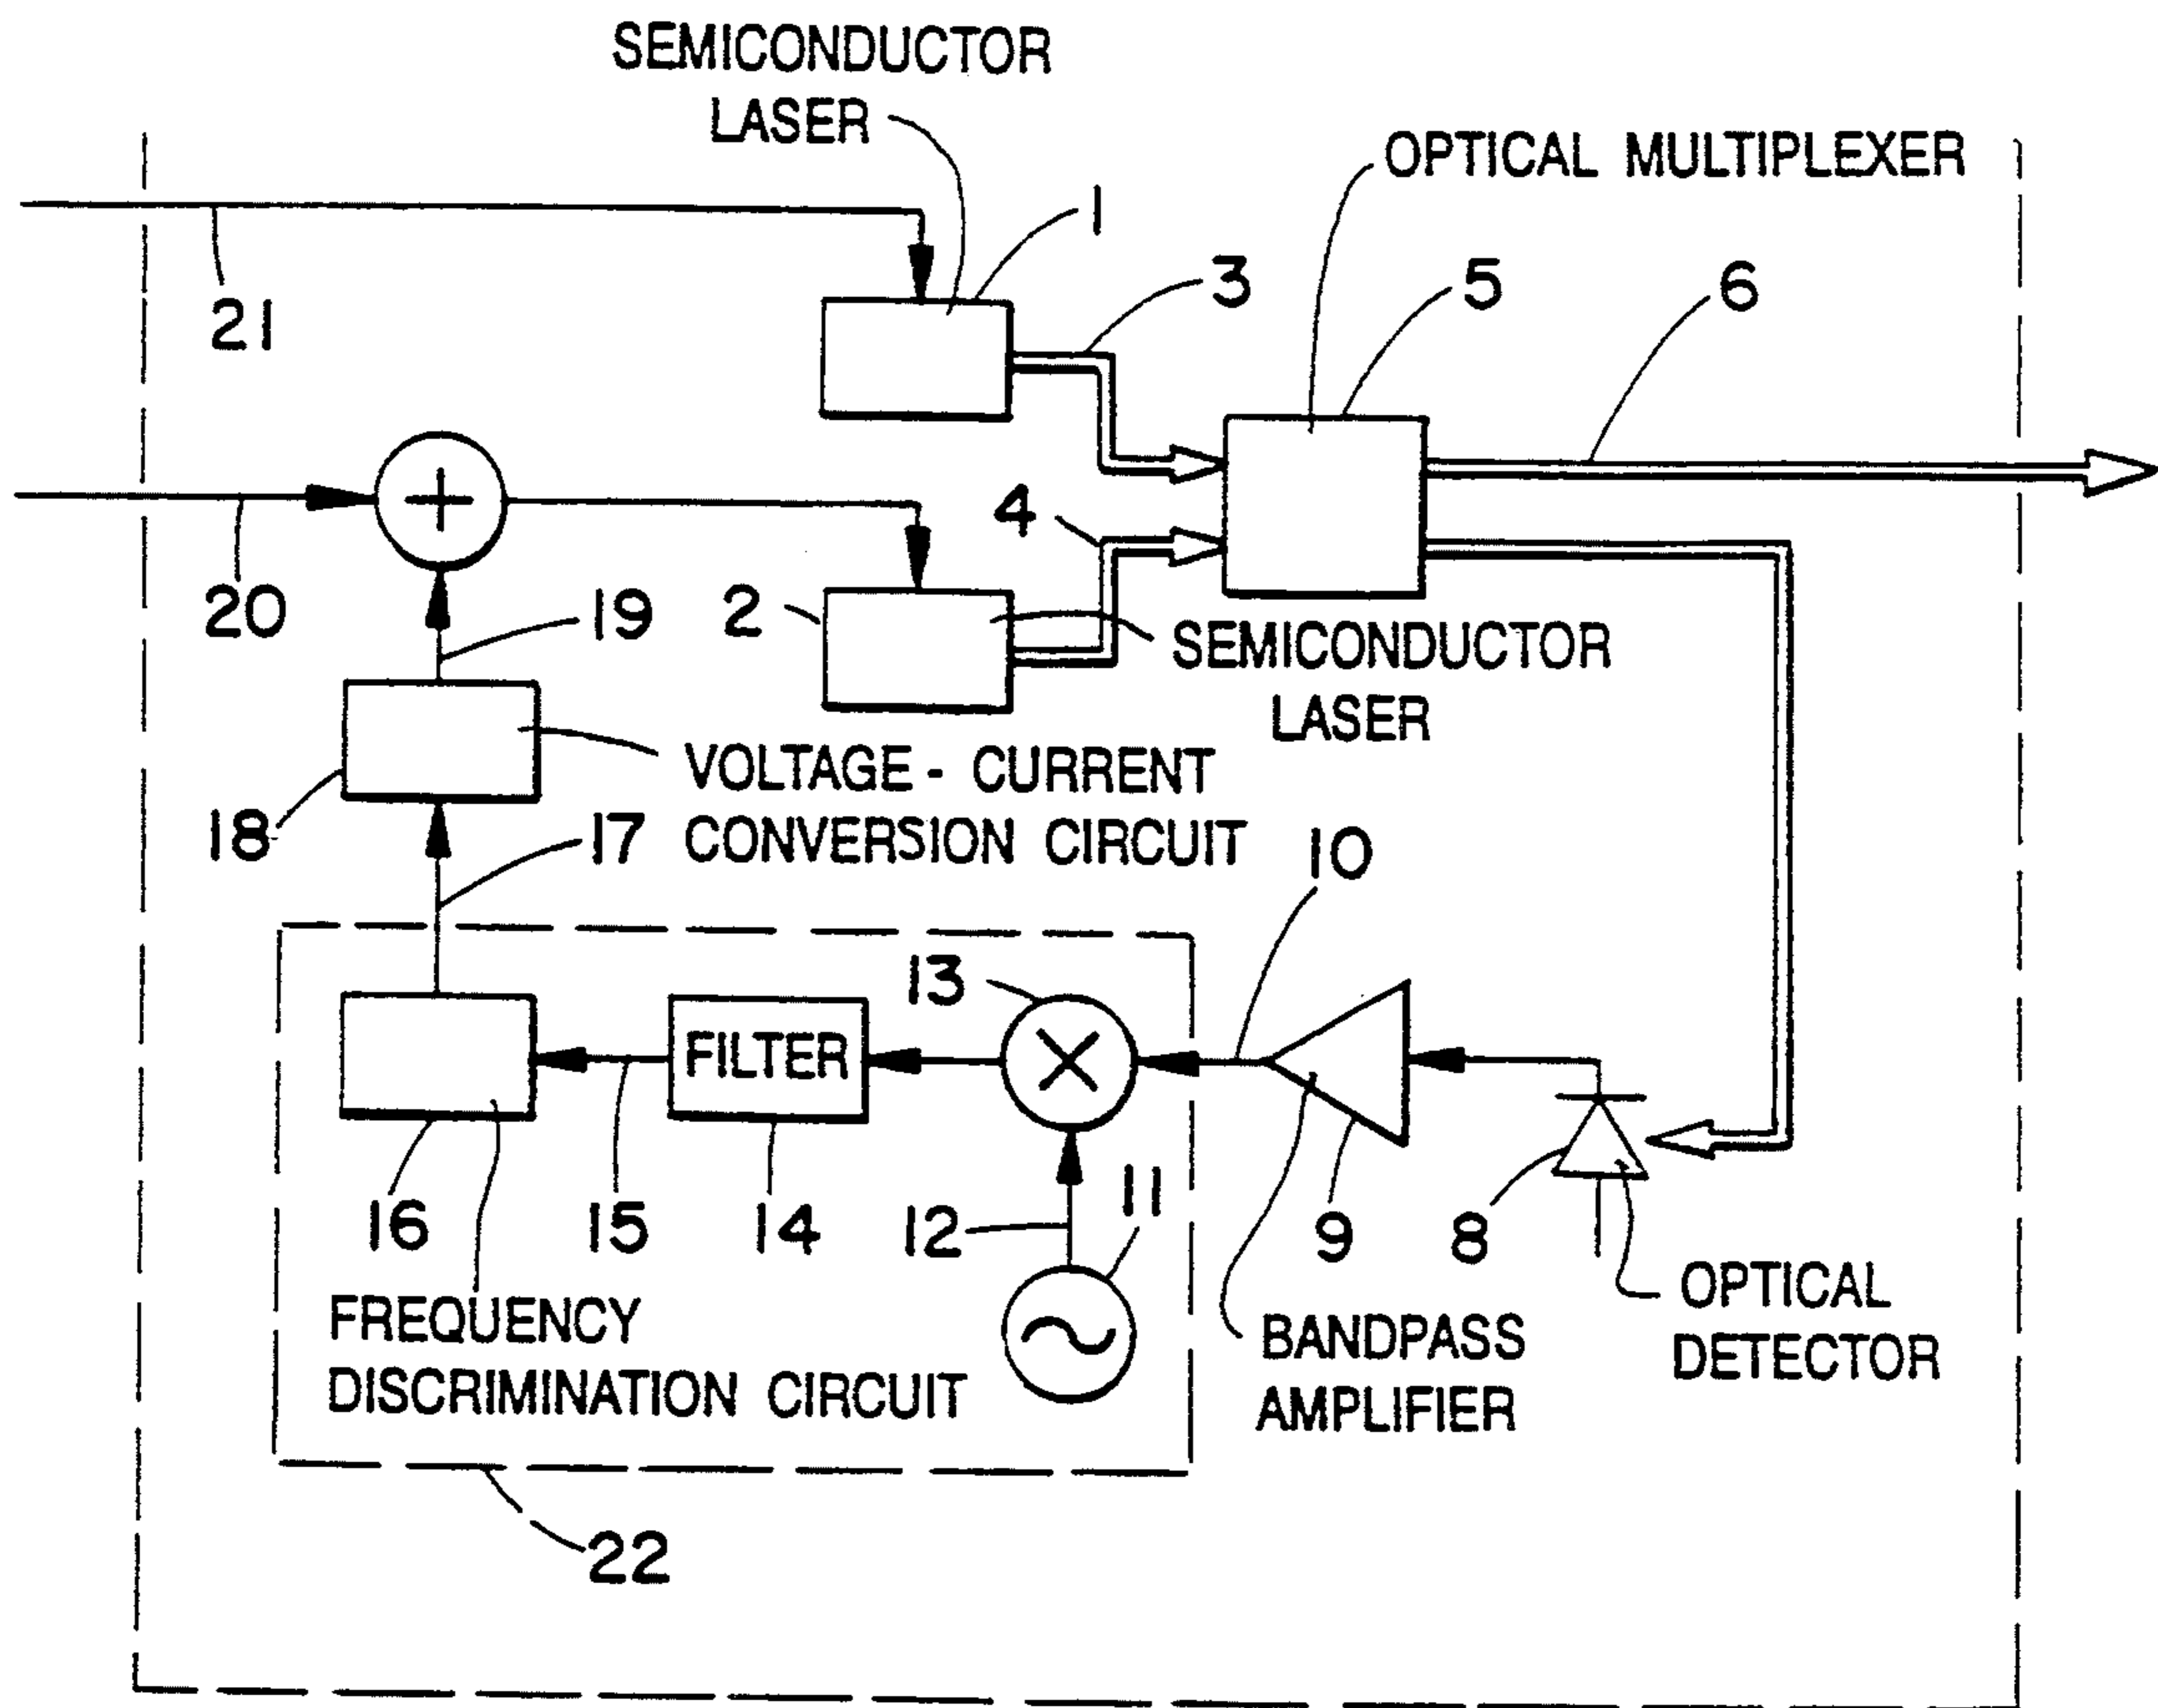 SEMICONDUCTOR
LASER
OPTICAL MULTIPLEXER
1
3
5
6
21
4
20
19
2
SEMICONDUCTOR
LASER
VOLTAGE - CURRENT
CONVERSION CIRCUIT
18
17
10
13
FILTER
16
15
14
12
11
9
8
FREQUENCY
DISCRIMINATION CIRCUIT
BANDPASS
AMPLIFIER
OPTICAL
DETECTOR
22